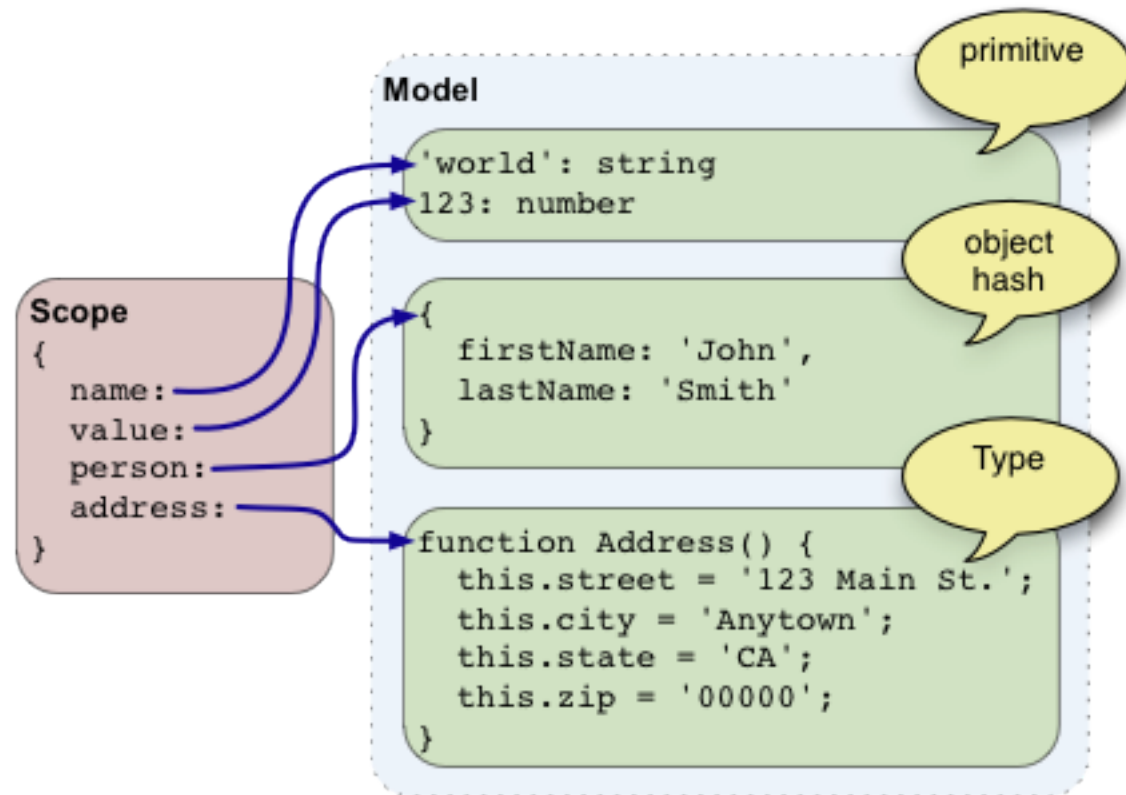 primitive
Model
'world': string
123: number
object
hash
Scope
{
name:
value:
person:
address:
}
{
firstName: 'John',
lastName: 'Smith'
}
Type
function Address() {
this.street = '123 Main St.';
this.city = 'Anytown';
this.state = 'CA';
this.zip = '00000';
}